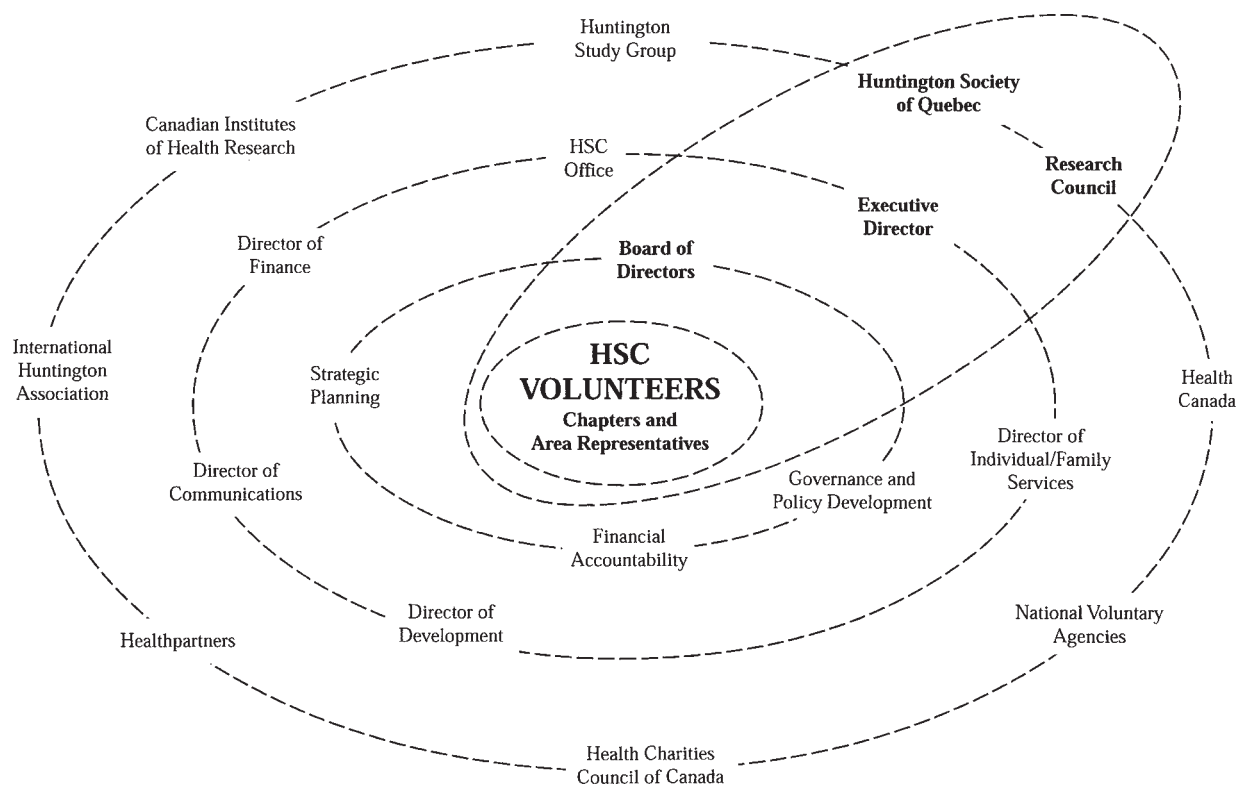 Huntington
Study Group
Huntington Society
of Quebec
Canadian Institutes
of Health Research
HSC
Office
Research
Council
Executive
Director
Director of
Finance
Board of
Directors
International
Huntington
Association
Strategic
Planning
HSC
VOLUNTEERS
Chapters and
Area Representatives
Health
Canada
Director of
Individual/Family
Services
Director of
Communications
Governance and
Policy Development
Financial
Accountability
Director of
Development
Healthpartners
National Voluntary
Agencies
Health Charities
Council of Canada